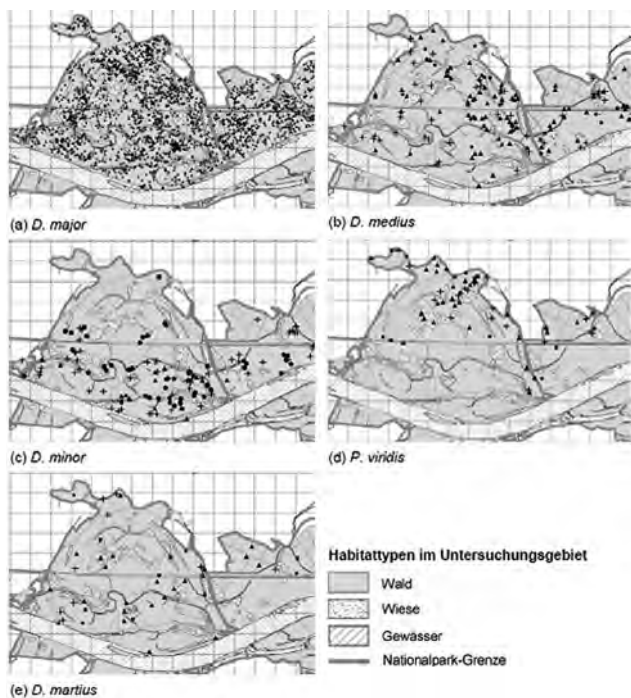 (a) D. major
(b) D. medius
(c) D. minor
(d) P. viridis
(e) D. martius
Habitattypen im Untersuchungsgebiet
Wald
Wiese
Gewässer
Nationalpark-Grenze